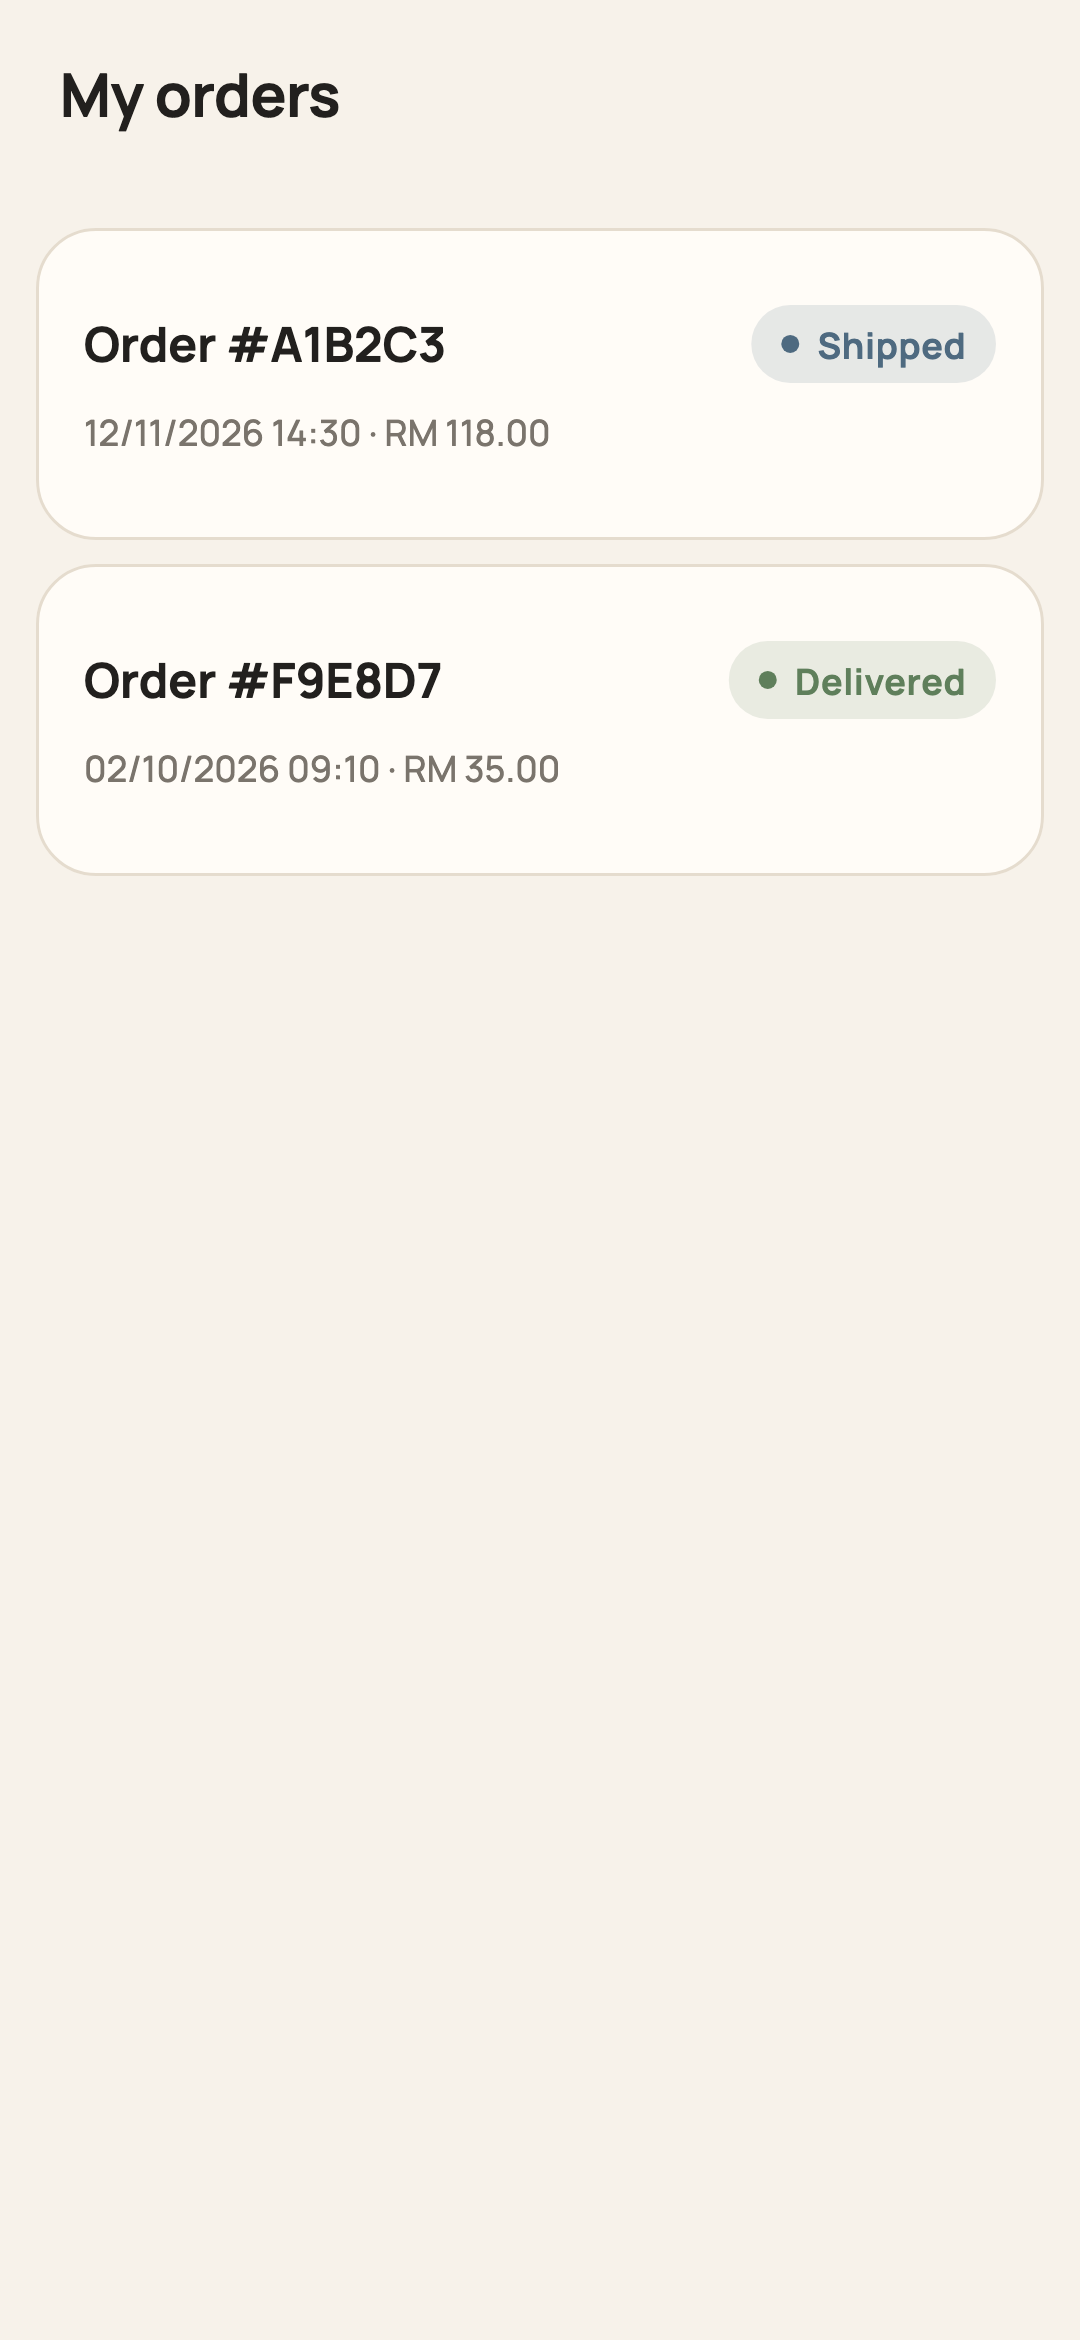 My orders
Order #A1B2C3
Shipped
12/11/2026 14:30 · RM 118.00
Order #F9E8D7
Delivered
02/10/2026 09:10 · RM 35.00